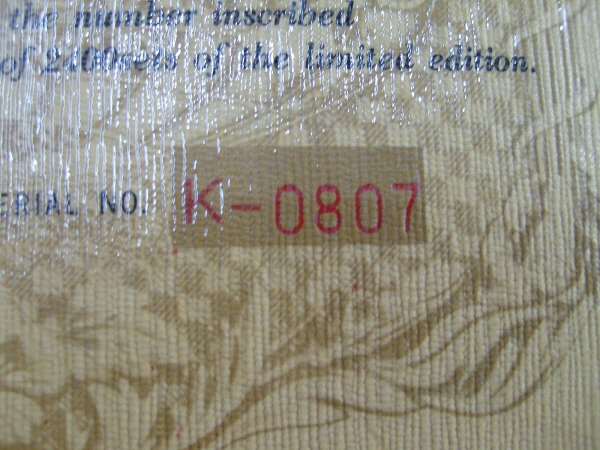 the number inscribed
of 2400sets of the limited edition.
ERIAL NO. K-0807